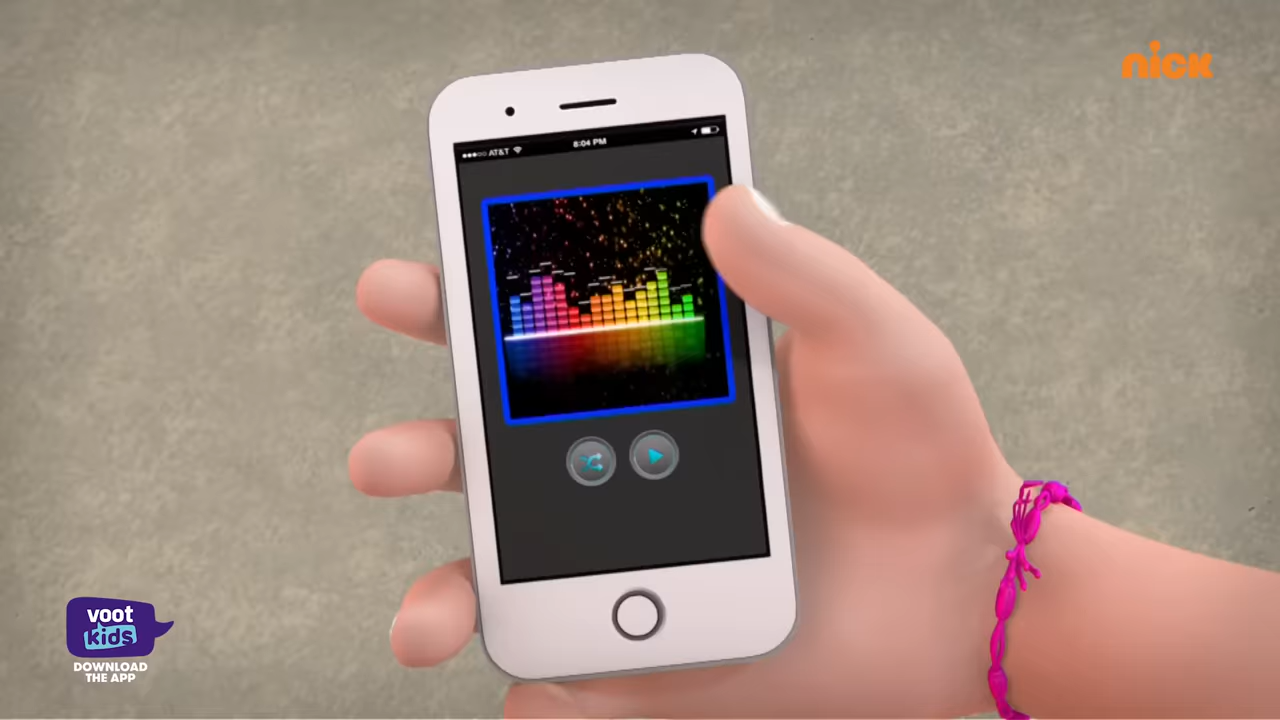 nick
●●●○○ AT&T 8:04 PM
voot
kids
DOWNLOAD
THE APP